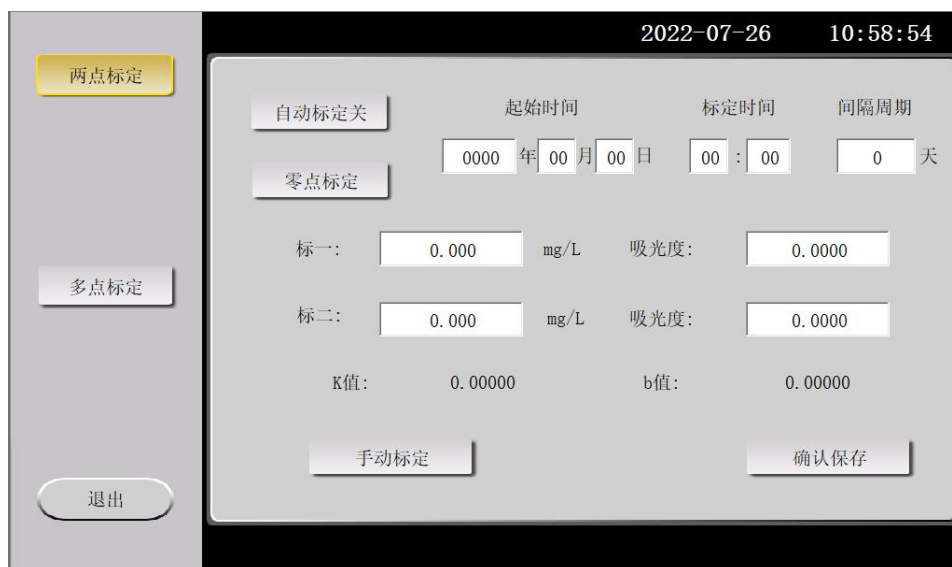 2022-07-26 10:58:54
两点标定
自动标定关 起始时间 标定时间 间隔周期
0000 年 00 月 00 日 00 : 00 0 天
零点标定
标一: 0.000 mg/L 吸光度: 0.0000
多点标定
标二: 0.000 mg/L 吸光度: 0.0000
K值: 0.00000 b值: 0.00000
手动标定 确认保存
退出